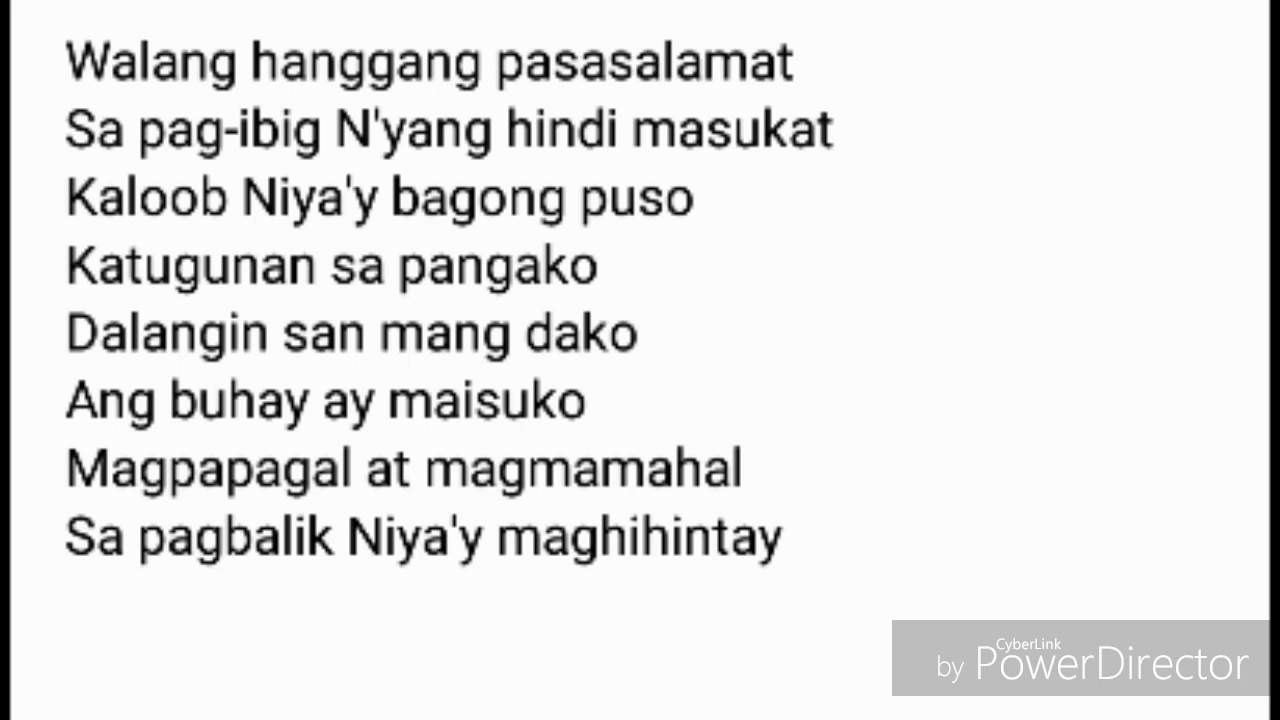 Walang hanggang pasasalamat
Sa pag-ibig N'yang hindi masukat
Kaloob Niya'y bagong puso
Katugunan sa pangako
Dalangin san mang dako
Ang buhay ay maisuko
Magpapagal at magmamahal
Sa pagbalik Niya'y maghihintay
CyberLink
by PowerDirector